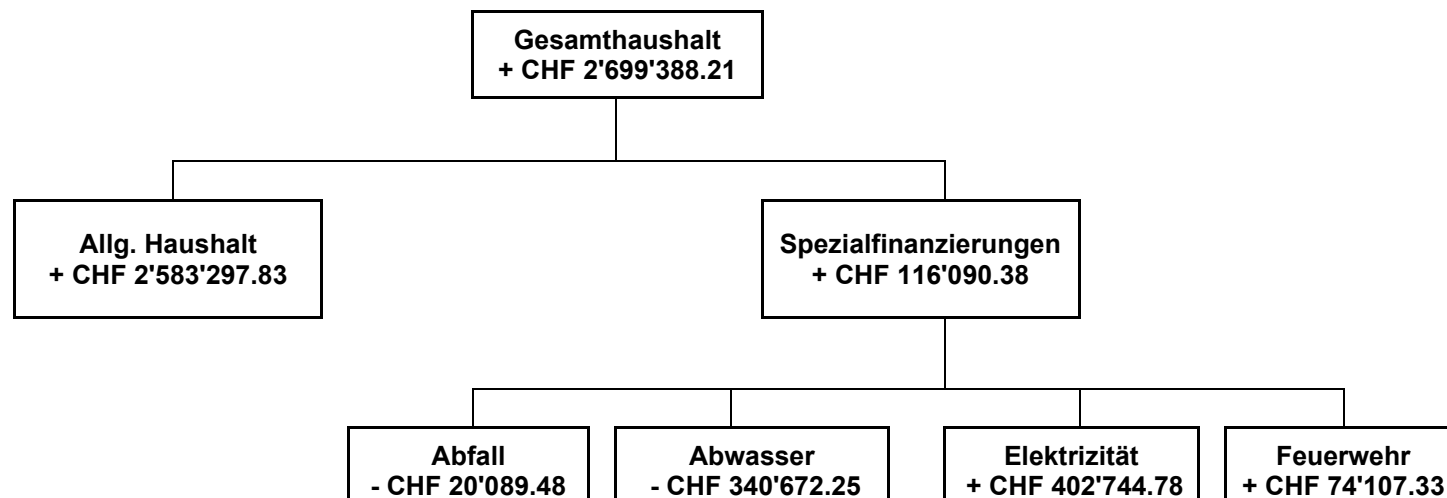 Gesamthaushalt
+ CHF 2'699'388.21
Allg. Haushalt
+ CHF 2'583'297.83
Spezialfinanzierungen
+ CHF 116'090.38
Abfall
- CHF 20'089.48
Abwasser
- CHF 340'672.25
Elektrizität
+ CHF 402'744.78
Feuerwehr
+ CHF 74'107.33